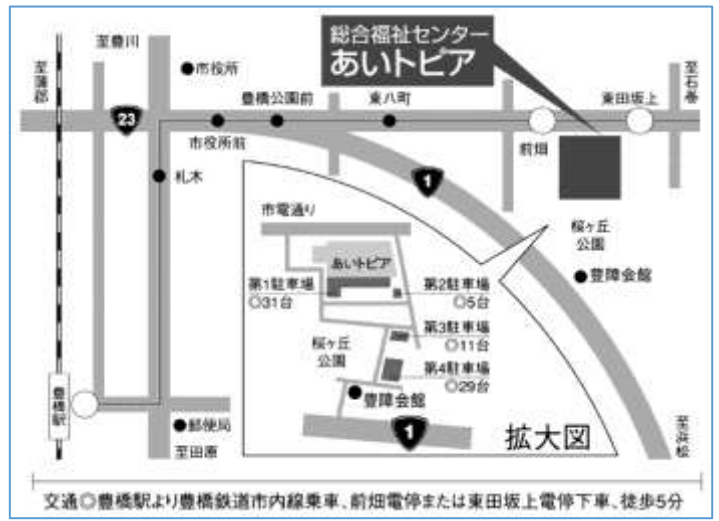 総合福祉センター
あいトピア
至豊川
至蒲郡
市役所
豊橋公園前
東八町
東田坂上
至石巻
23
市役所前
前畑
札木
1
桜ヶ丘
公園
豊障会館
市電通り
あいトピア
第1駐車場
◎31台
第2駐車場
◎5台
第3駐車場
◎11台
桜ヶ丘
公園
第4駐車場
◎29台
豊障会館
1
拡大図
豊橋駅
郵便局
至田原
至浜松
交通◎豊橋駅より豊橋鉄道市内線乗車、前畑電停または東田坂上電停下車、徒歩5分